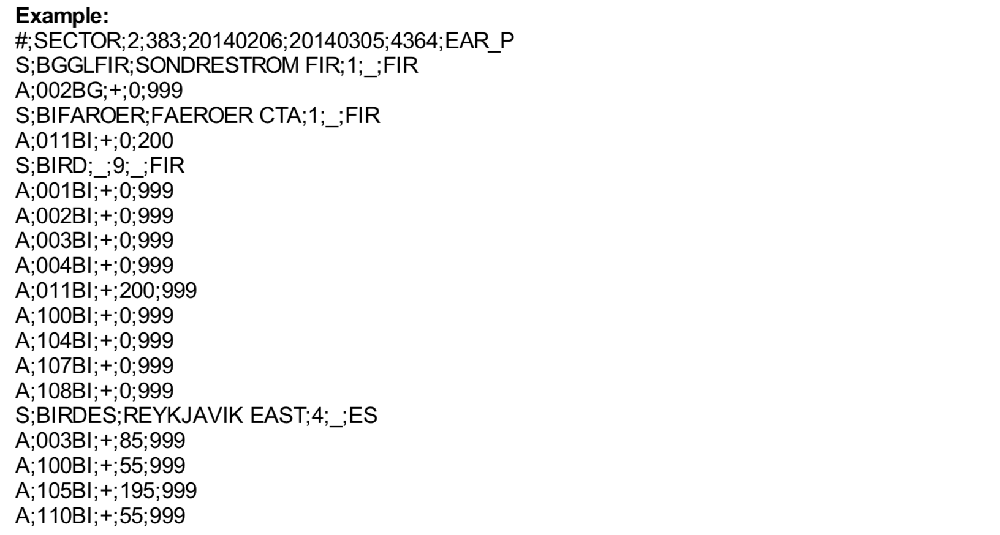 Example:
#;SECTOR;2;383;20140206;20140305;4364;EAR_P
S;BGGLFIR;SONDRESTROM FIR;1;_;FIR
A;002BG;+;0;999
S;BIFAROER;FAEROER CTA;1;_;FIR
A;011BI;+;0;200
S;BIRD;_;9;_;FIR
A;001BI;+;0;999
A;002BI;+;0;999
A;003BI;+;0;999
A;004BI;+;0;999
A;011BI;+;200;999
A;100BI;+;0;999
A;104BI;+;0;999
A;107BI;+;0;999
A;108BI;+;0;999
S;BIRDES;REYKJAVIK EAST;4;_;ES
A;003BI;+;85;999
A;100BI;+;55;999
A;105BI;+;195;999
A;110BI;+;55;999